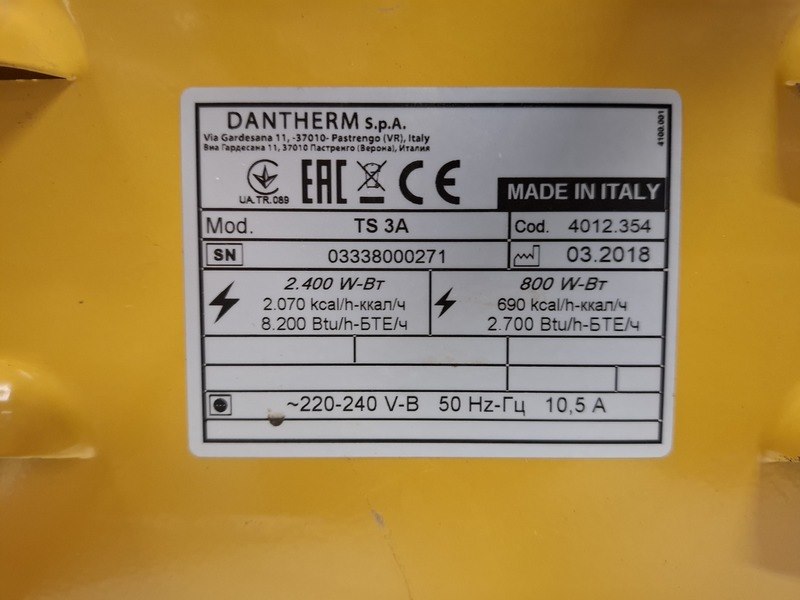 DANTHERM S.p.A.
Via Gardesana 11, -37010- Pastrengo (VR), Italy
Виа Гардесана 11, 37010 Пастренго (Верона), Италия
4100.001
UA.TR.089
EAC
CE
MADE IN ITALY
Mod. TS 3A
Cod. 4012.354
SN 03338000271
03.2018
2.400 W-Вт
2.070 kcal/h-ккал/ч
8.200 Btu/h-БТЕ/ч
800 W-Вт
690 kcal/h-ккал/ч
2.700 Btu/h-БТЕ/ч
~220-240 V-В 50 Hz-Гц 10,5 A